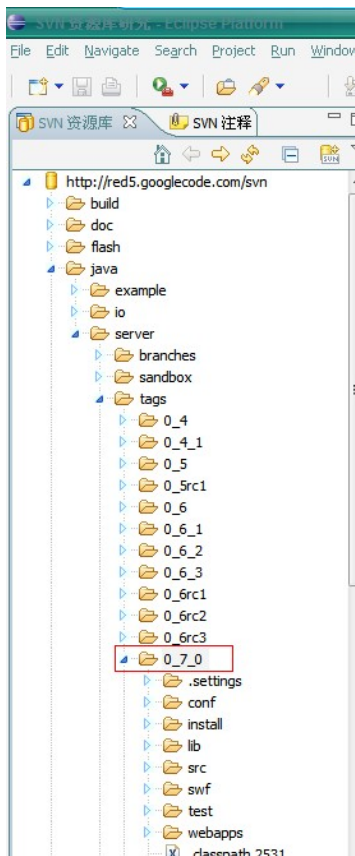 SVN 资源库研究 - Eclipse Platform
File Edit Navigate Search Project Run Window
SVN 资源库 SVN 注释
http://red5.googlecode.com/svn
build
doc
flash
java
example
io
server
branches
sandbox
tags
0_4
0_4_1
0_5
0_5rc1
0_6
0_6_1
0_6_2
0_6_3
0_6rc1
0_6rc2
0_6rc3
0_7_0
.settings
conf
install
lib
src
swf
test
webapps
.classpath 2531